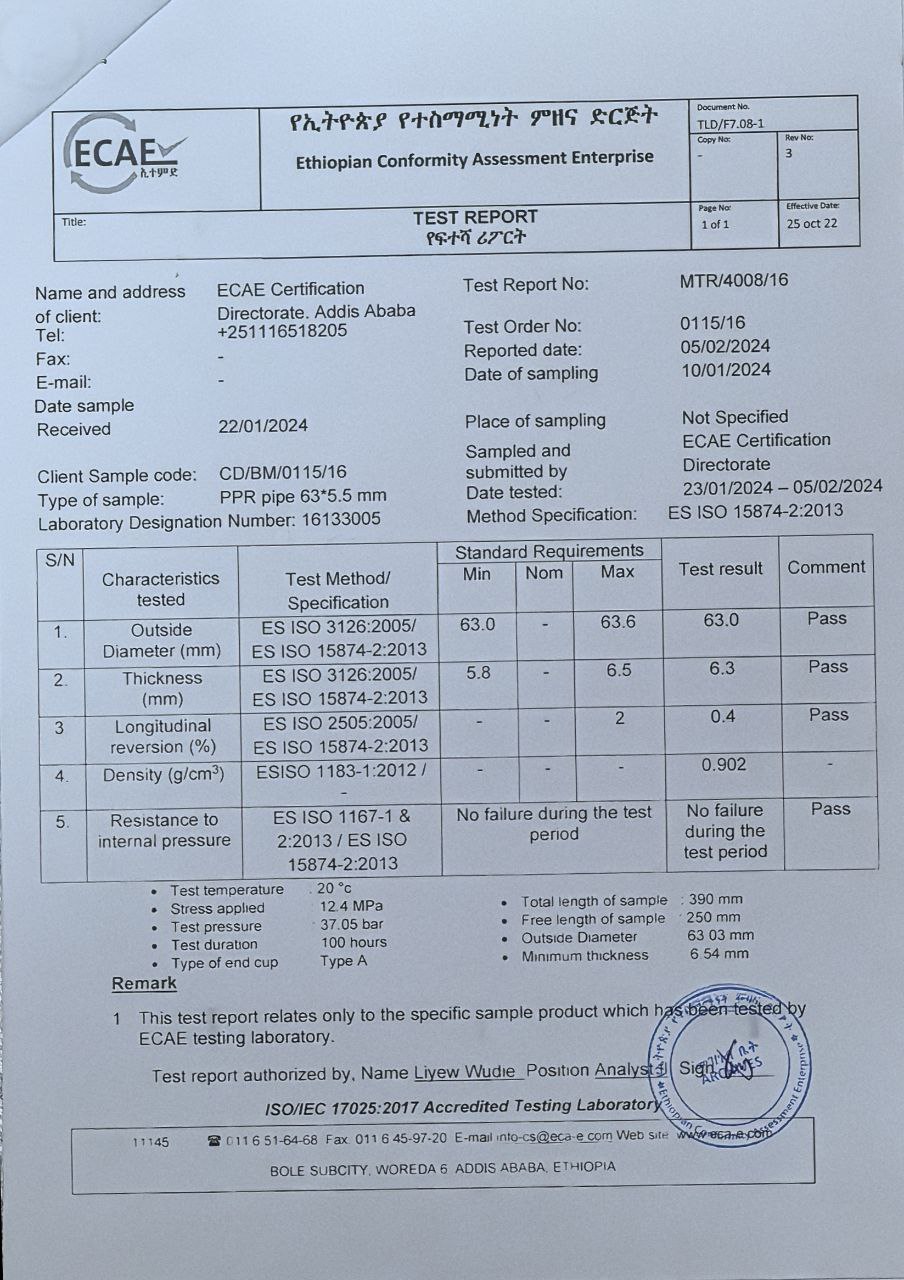 ECAE
ኢተምድ
የኢትዮጵያ የተስማሚነት ምዘና ድርጅት
Ethiopian Conformity Assessment Enterprise
Document No.
TLD/F7.08-1
Copy No:
-
Rev No:
3
Title:
TEST REPORT
የፍተሻ ሪፖርት
Page No:
1 of 1
Effective Date:
25 oct 22
Name and address of client:
ECAE Certification Directorate. Addis Ababa
Tel:
+251116518205
Fax:
-
E-mail:
-
Date sample Received
22/01/2024
Client Sample code: CD/BM/0115/16
Type of sample: PPR pipe 63*5.5 mm
Laboratory Designation Number: 16133005
Test Report No: MTR/4008/16
Test Order No: 0115/16
Reported date: 05/02/2024
Date of sampling 10/01/2024
Place of sampling Not Specified
Sampled and submitted by ECAE Certification Directorate
Date tested: 23/01/2024 – 05/02/2024
Method Specification: ES ISO 15874-2:2013
S/N Characteristics tested Test Method/ Specification Standard Requirements Min Nom Max Test result Comment
1. Outside Diameter (mm) ES ISO 3126:2005/ ES ISO 15874-2:2013 63.0 - 63.6 63.0 Pass
2. Thickness (mm) ES ISO 3126:2005/ ES ISO 15874-2:2013 5.8 - 6.5 6.3 Pass
3 Longitudinal reversion (%) ES ISO 2505:2005/ ES ISO 15874-2:2013 - - 2 0.4 Pass
4. Density (g/cm³) ESISO 1183-1:2012 / - - - - 0.902 -
5. Resistance to internal pressure ES ISO 1167-1 & 2:2013 / ES ISO 15874-2:2013 No failure during the test period No failure during the test period Pass
• Test temperature : 20 °c
• Stress applied 12.4 MPa
• Test pressure : 37.05 bar
• Test duration 100 hours
• Type of end cup Type A
• Total length of sample : 390 mm
• Free length of sample : 250 mm
• Outside Diameter 63.03 mm
• Minimum thickness 6.54 mm
Remark
1 This test report relates only to the specific sample product which has been tested by
ECAE testing laboratory.
Test report authorized by, Name Liyew Wudie Position Analyst II Sign
ISO/IEC 17025:2017 Accredited Testing Laboratory
11145 ☎ 011 6 51-64-68 Fax 011 6 45-97-20 E-mail info-cs@eca-e.com Web site www.eca-e.com
BOLE SUBCITY, WOREDA 6 ADDIS ABABA, ETHIOPIA
ARCHIVES
Ethiopian Conformity Assessment Enterprise